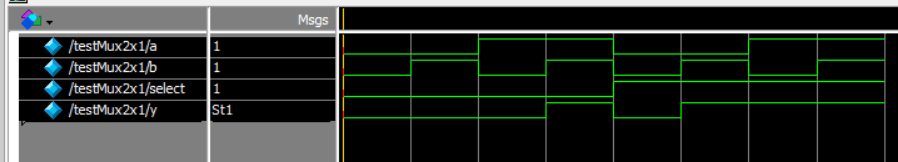 Msgs
/testMux2x1/a 1
/testMux2x1/b 1
/testMux2x1/select 1
/testMux2x1/y St1